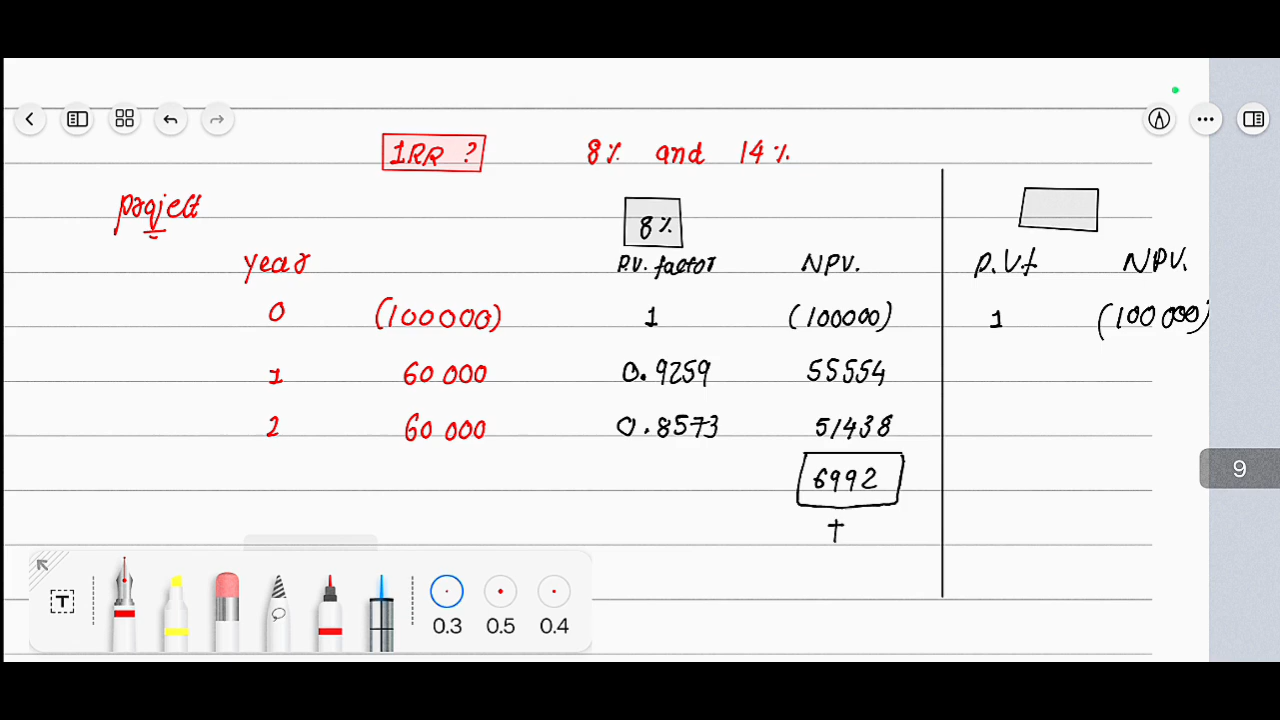 IRR ? 8% and 14%
project
8%
year P.V. factor NPV. P.V.f NPV.
0 (100000) 1 (100000) 1 (100000)
1 60 000 0.9259 55554
2 60 000 0.8573 51438
6992
+
9
T
0.3 0.5 0.4